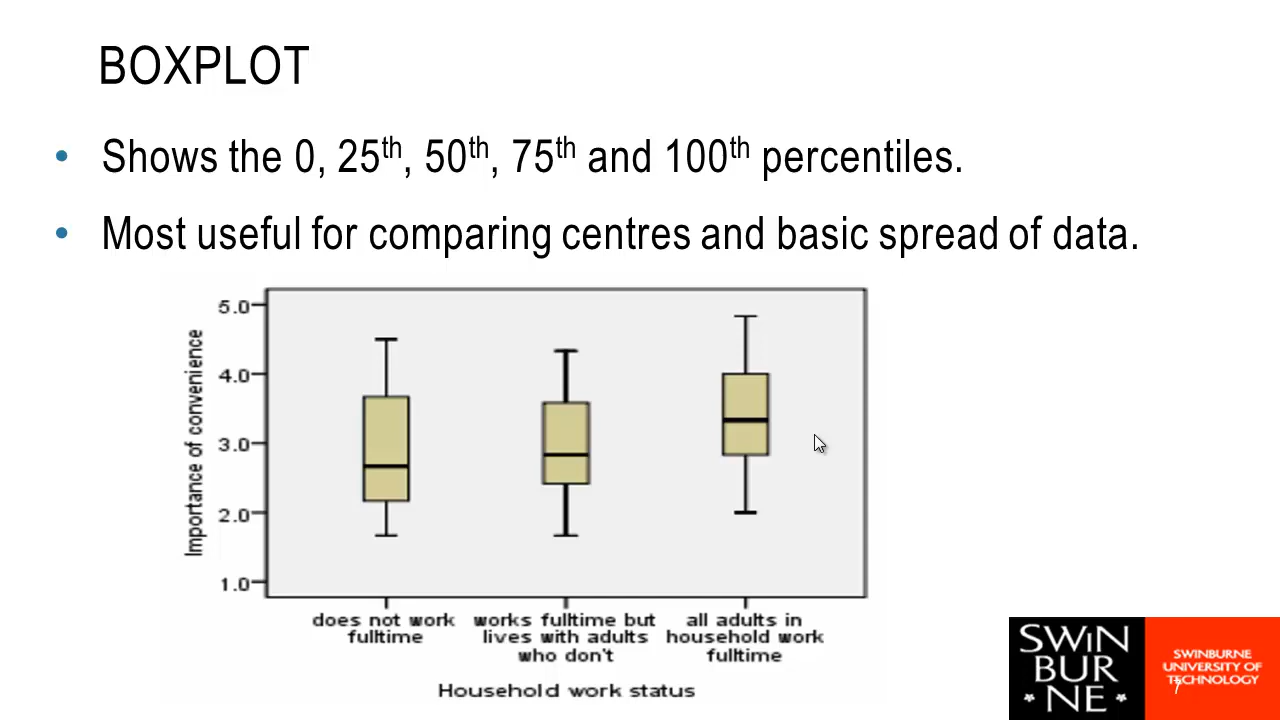 BOXPLOT
• Shows the 0, 25th, 50th, 75th and 100th percentiles.
• Most useful for comparing centres and basic spread of data.
5.0
4.0
3.0
2.0
1.0
Importance of convenience
does not work
fulltime
works fulltime but
lives with adults
who don't
all adults in
household work
fulltime
Household work status
SWIN
BUR
NE
SWINBURNE
UNIVERSITY OF
TECHNOLOGY
7